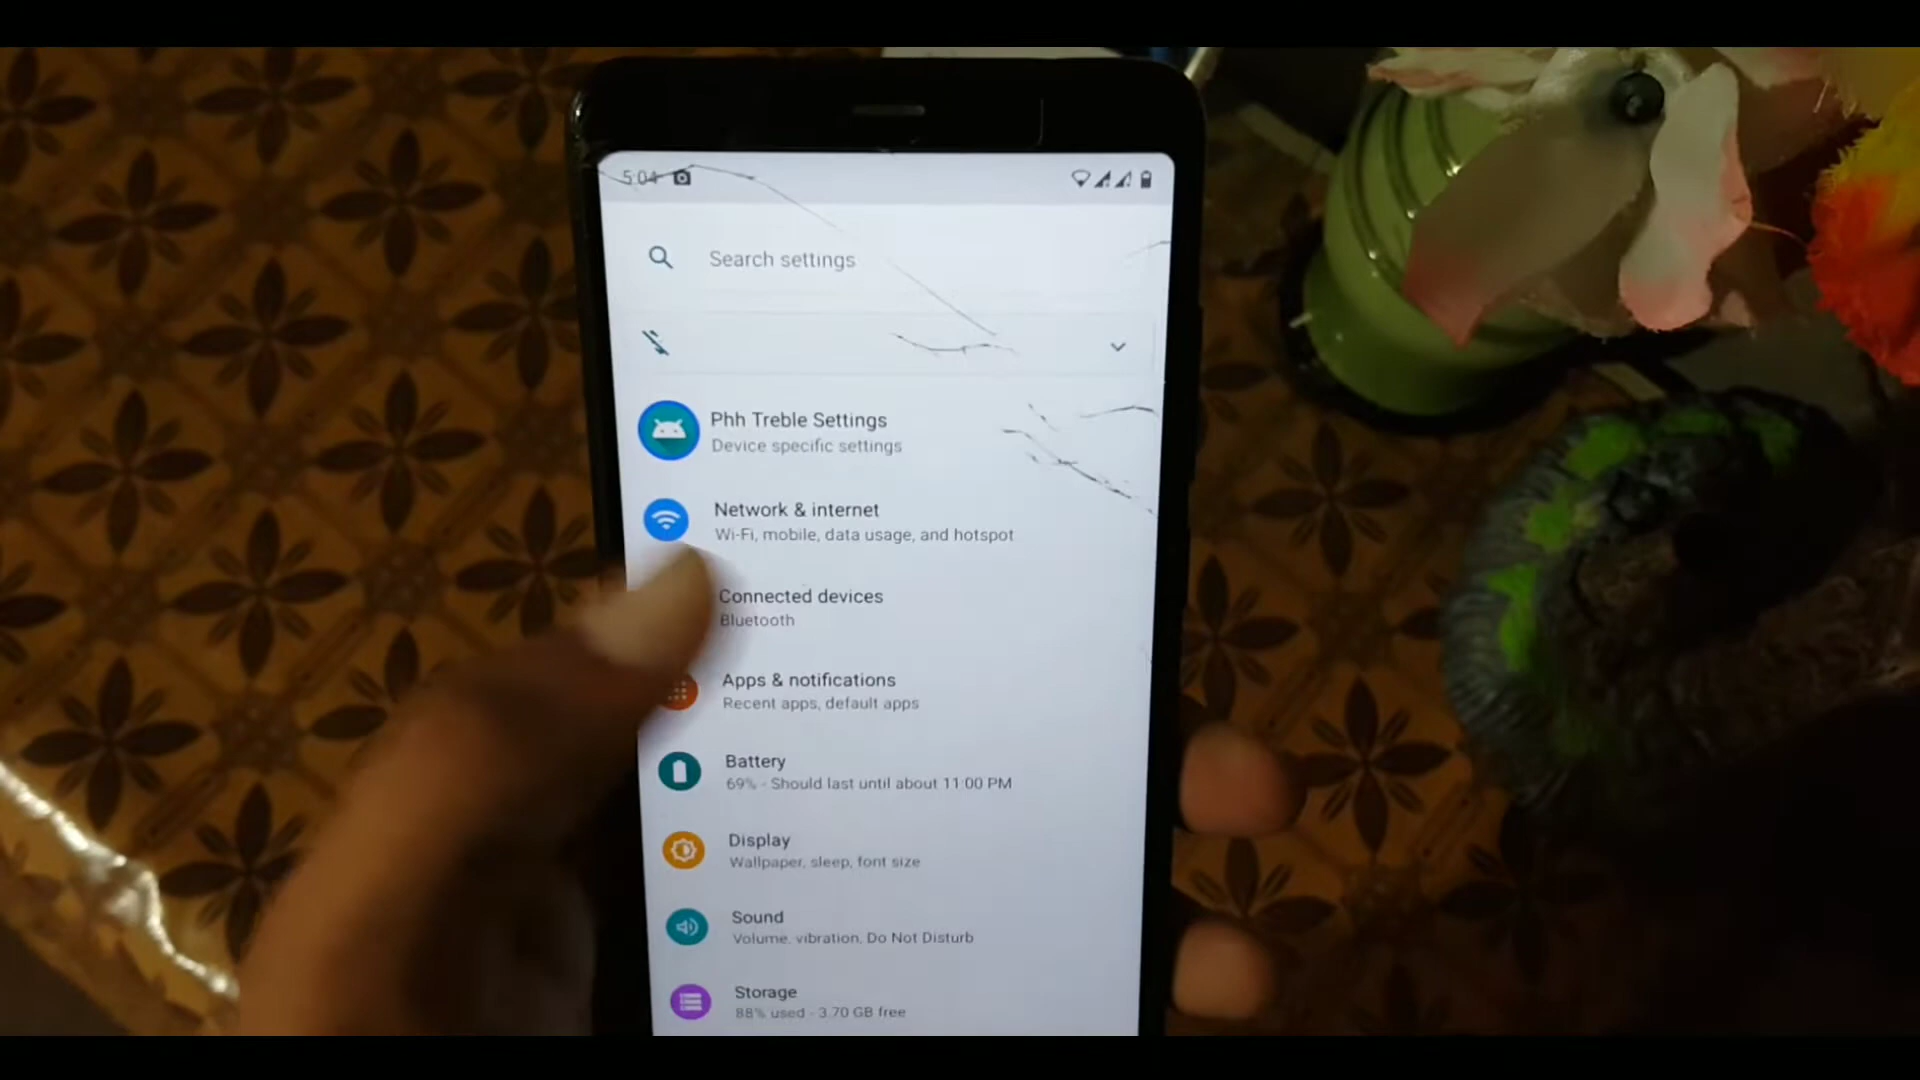 5:04
Search settings
Phh Treble Settings
Device specific settings
Network & internet
Wi-Fi, mobile, data usage, and hotspot
Connected devices
Bluetooth
Apps & notifications
Recent apps, default apps
Battery
69% - Should last until about 11:00 PM
Display
Wallpaper, sleep, font size
Sound
Volume, vibration, Do Not Disturb
Storage
88% used - 3.70 GB free